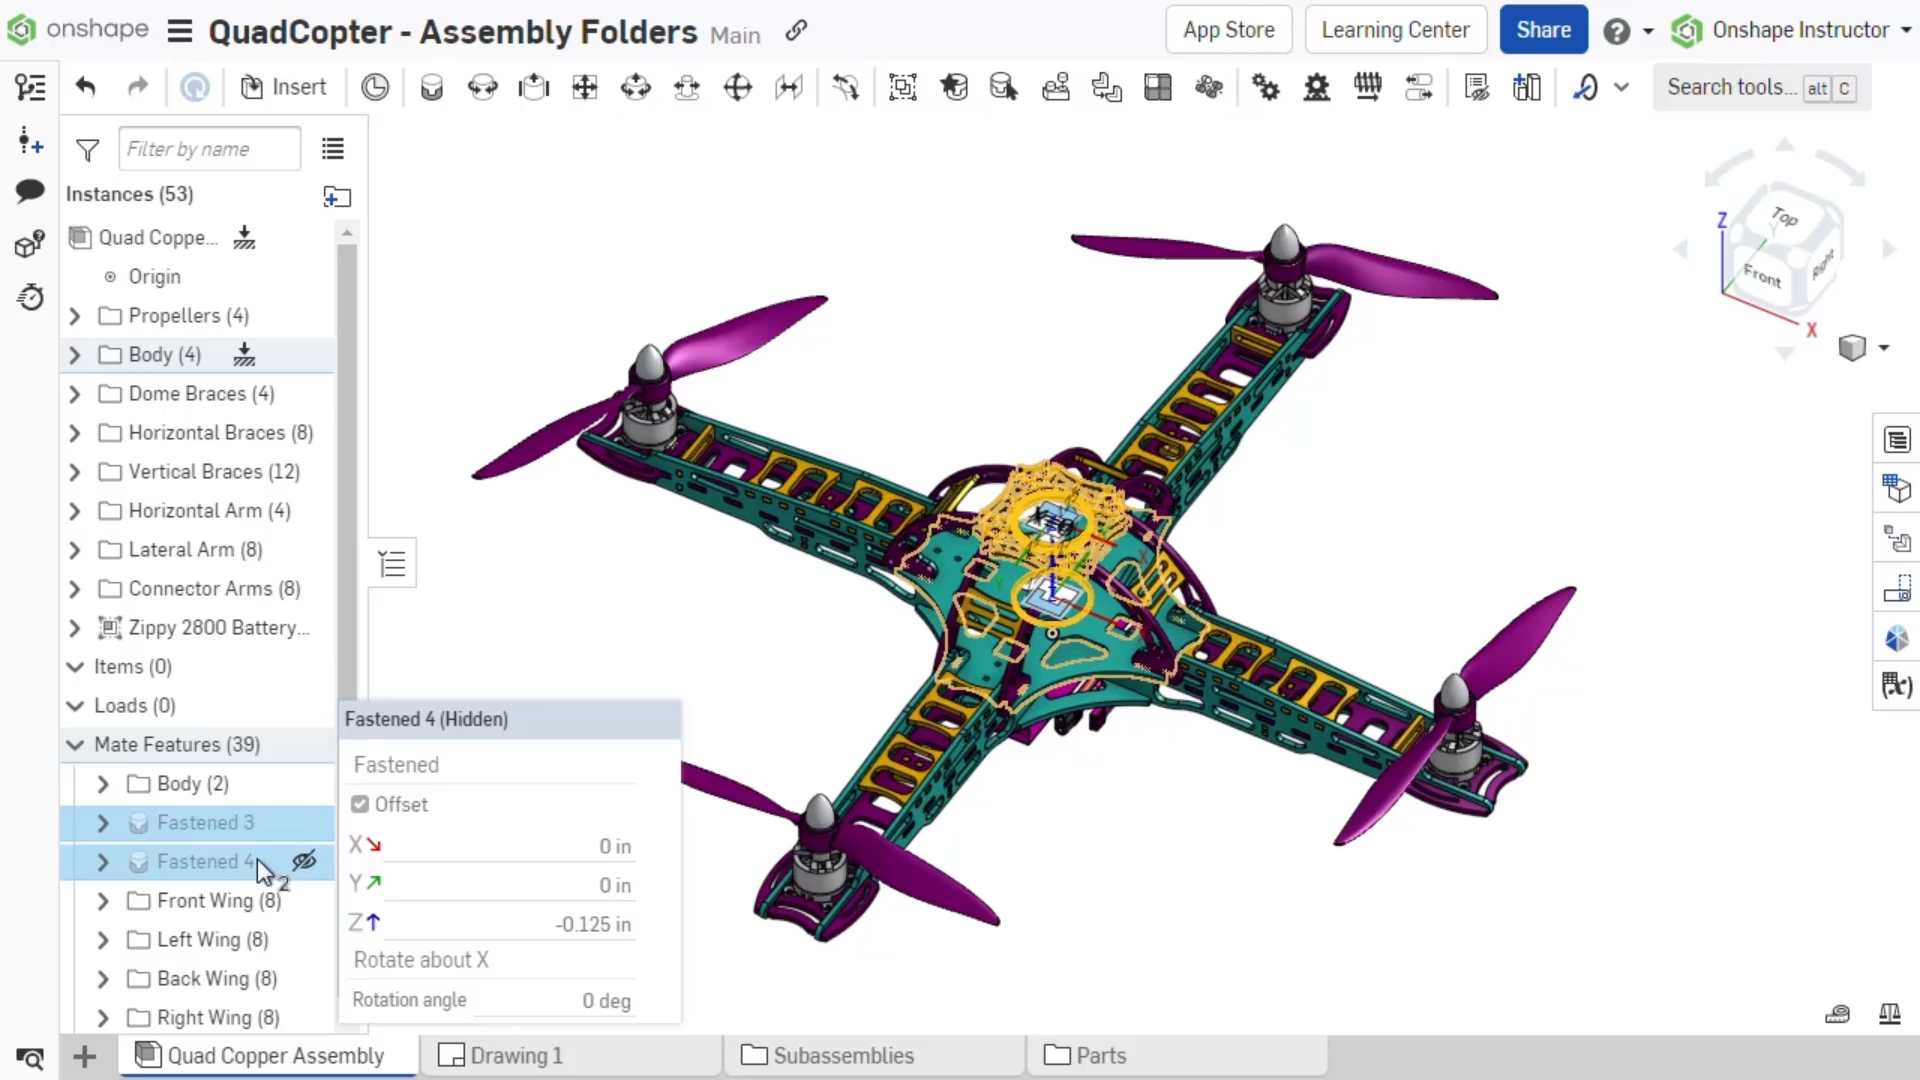 onshape
QuadCopter - Assembly Folders Main
App Store
Learning Center
Share
Onshape Instructor
Insert
Search tools... alt C
Filter by name
Instances (53)
Quad Coppe...
Origin
Propellers (4)
Body (4)
Dome Braces (4)
Horizontal Braces (8)
Vertical Braces (12)
Horizontal Arm (4)
Lateral Arm (8)
Connector Arms (8)
Zippy 2800 Battery...
Items (0)
Loads (0)
Mate Features (39)
Body (2)
Fastened 3
Fastened 4
2
Front Wing (8)
Left Wing (8)
Back Wing (8)
Right Wing (8)
Fastened 4 (Hidden)
Fastened
Offset
X 0 in
Y 0 in
Z -0.125 in
Rotate about X
Rotation angle 0 deg
Z
Y
Top
Front
Right
X
Quad Copper Assembly
Drawing 1
Subassemblies
Parts